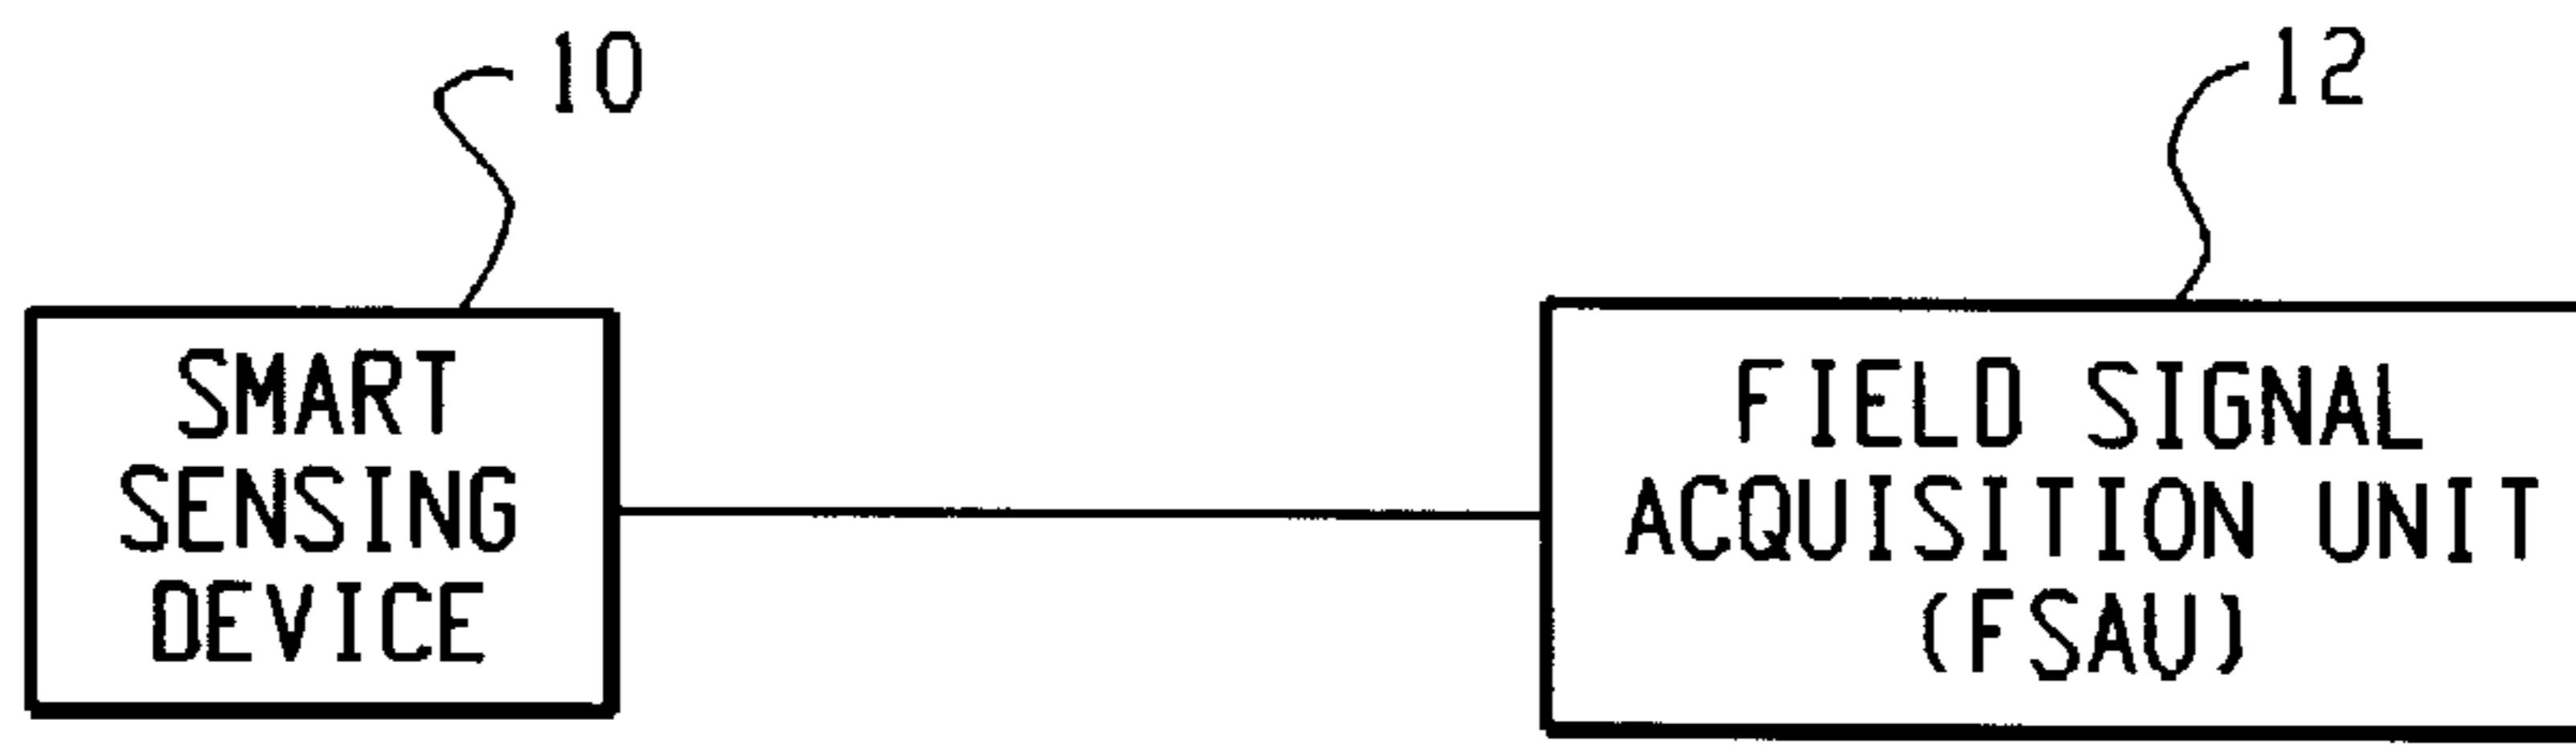 10
12
SMART
SENSING
DEVICE
FIELD SIGNAL
ACQUISITION UNIT
(FSAU)